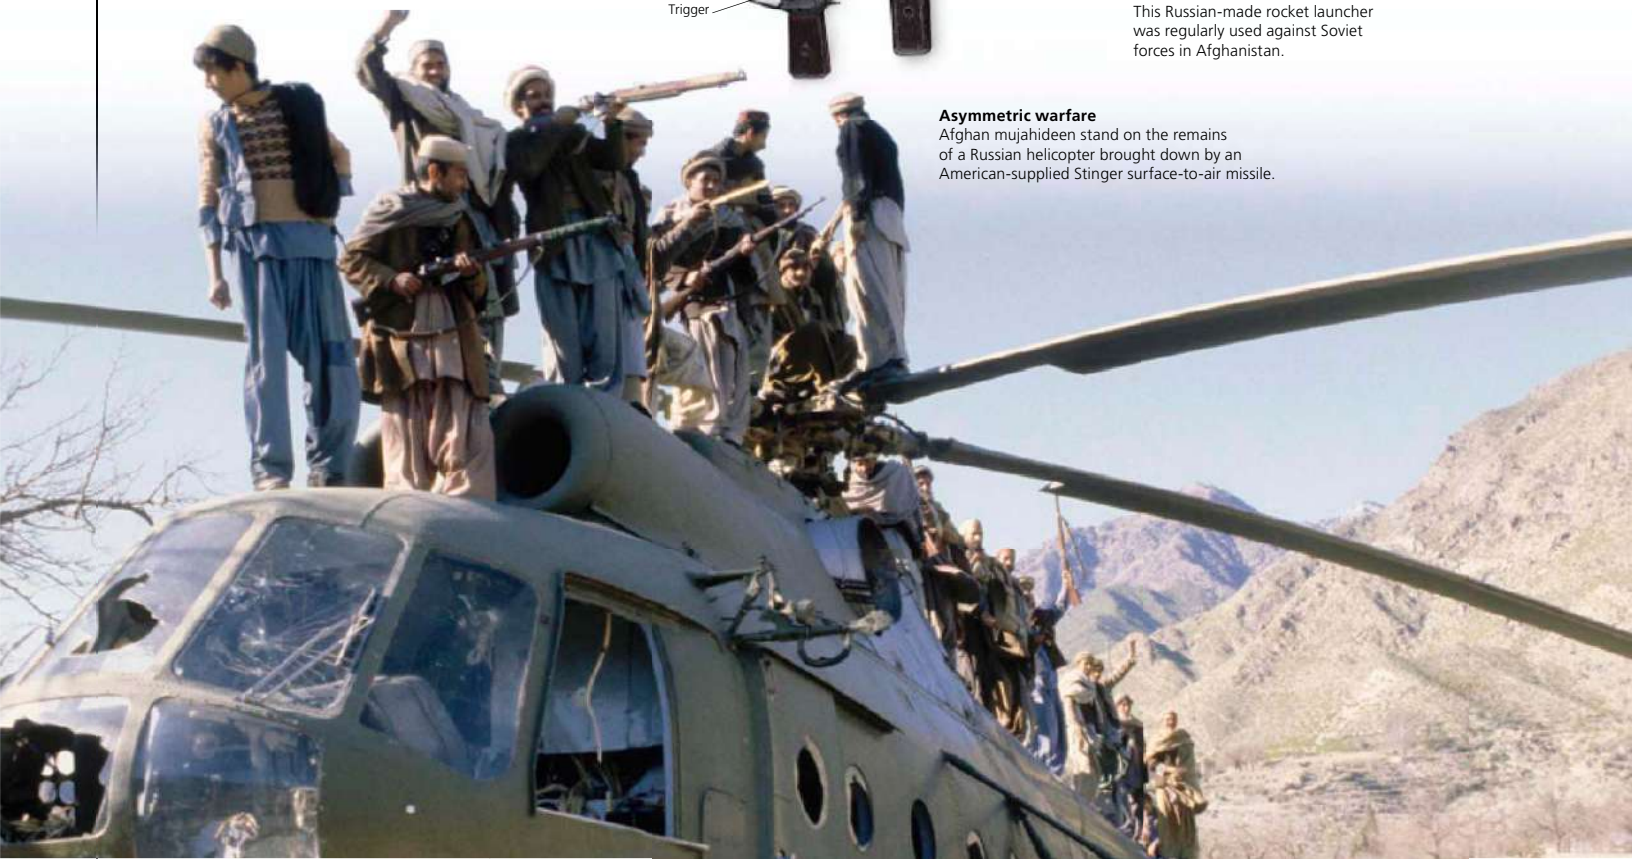 Trigger
This Russian-made rocket launcher
was regularly used against Soviet
forces in Afghanistan.
Asymmetric warfare
Afghan mujahideen stand on the remains
of a Russian helicopter brought down by an
American-supplied Stinger surface-to-air missile.